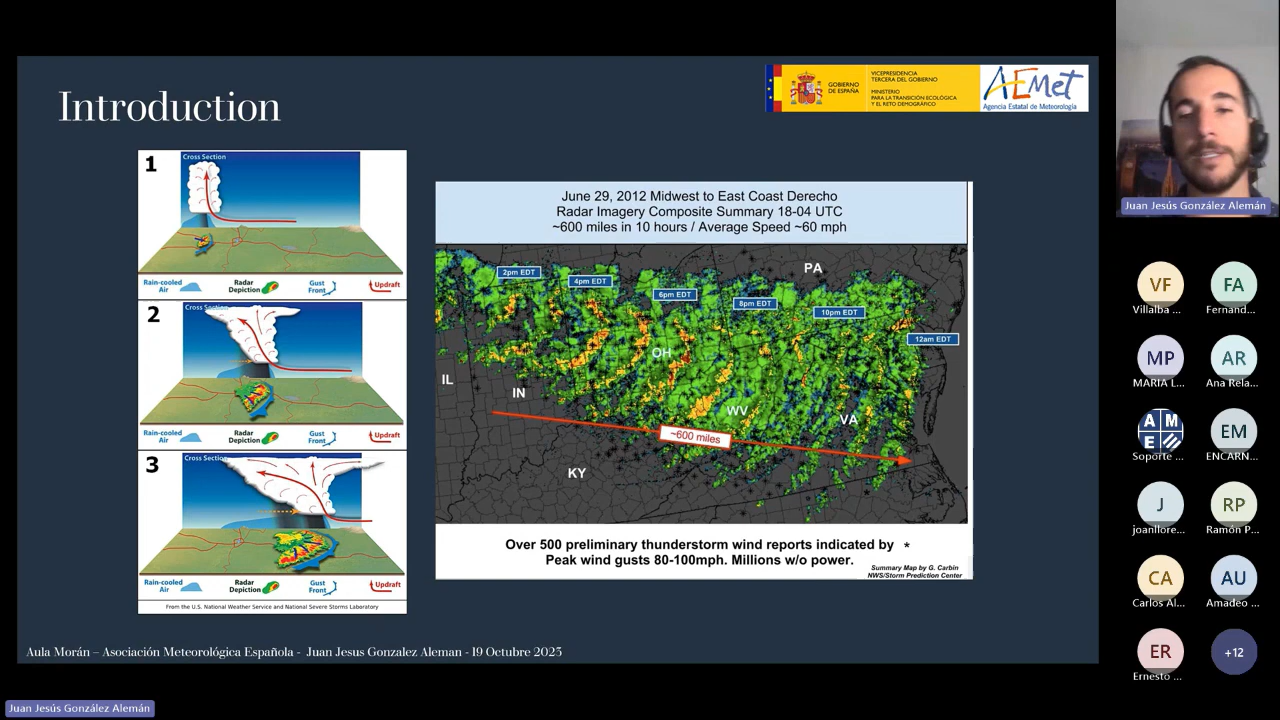 Introduction
GOBIERNO
DE ESPAÑA
VICEPRESIDENCIA
TERCERA DEL GOBIERNO
MINISTERIO
PARA LA TRANSICIÓN ECOLÓGICA
Y EL RETO DEMOGRÁFICO
AEMet
Agencia Estatal de Meteorología
1
Cross Section
Rain-cooled
Air
Radar
Depiction
Gust
Front
Updraft
2
Cross Section
Rain-cooled
Air
Radar
Depiction
Gust
Front
Updraft
3
Cross Section
Rain-cooled
Air
Radar
Depiction
Gust
Front
Updraft
From the U.S. National Weather Service and National Severe Storms Laboratory
June 29, 2012 Midwest to East Coast Derecho
Radar Imagery Composite Summary 18-04 UTC
~600 miles in 10 hours / Average Speed ~60 mph
2pm EDT
4pm EDT
6pm EDT
8pm EDT
10pm EDT
12am EDT
PA
OH
IL
IN
WV
VA
KY
~600 miles
Over 500 preliminary thunderstorm wind reports indicated by *
Peak wind gusts 80-100mph. Millions w/o power.
Summary Map by G. Carbin
NWS/Storm Prediction Center
Aula Morán – Asociación Meteorológica Española - Juan Jesus Gonzalez Aleman - 19 Octubre 2023
Juan Jesús González Alemán
Juan Jesús González Alemán
VF
Villalba ...
FA
Fernand...
MP
MARIA L...
AR
Ana Rela...
A M
E
Soporte ...
EM
ENCARN...
J
joanllore...
RP
Ramón P...
CA
Carlos Al...
AU
Amadeo ...
ER
Ernesto ...
+12